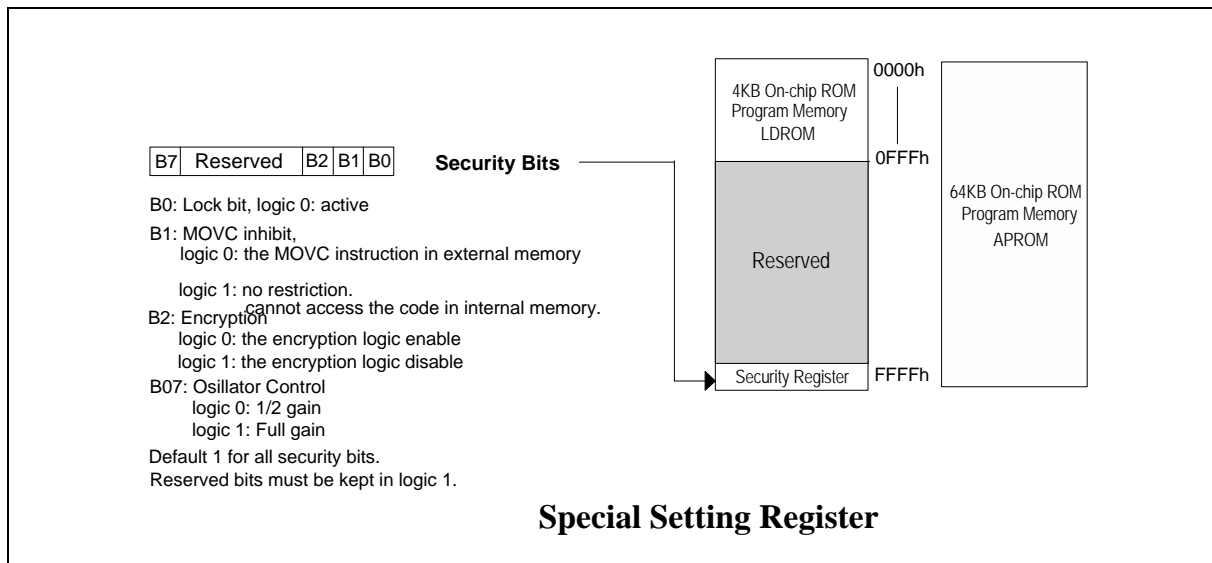 B7 Reserved B2 B1 B0
Security Bits
B0: Lock bit, logic 0: active
B1: MOVC inhibit,
logic 0: the MOVC instruction in external memory
logic 1: no restriction.
cannot access the code in internal memory.
B2: Encryption
logic 0: the encryption logic enable
logic 1: the encryption logic disable
B07: Osillator Control
logic 0: 1/2 gain
logic 1: Full gain
Default 1 for all security bits.
Reserved bits must be kept in logic 1.
4KB On-chip ROM
Program Memory
LDROM
0000h
0FFFh
Reserved
Security Register
FFFFh
64KB On-chip ROM
Program Memory
APROM
Special Setting Register